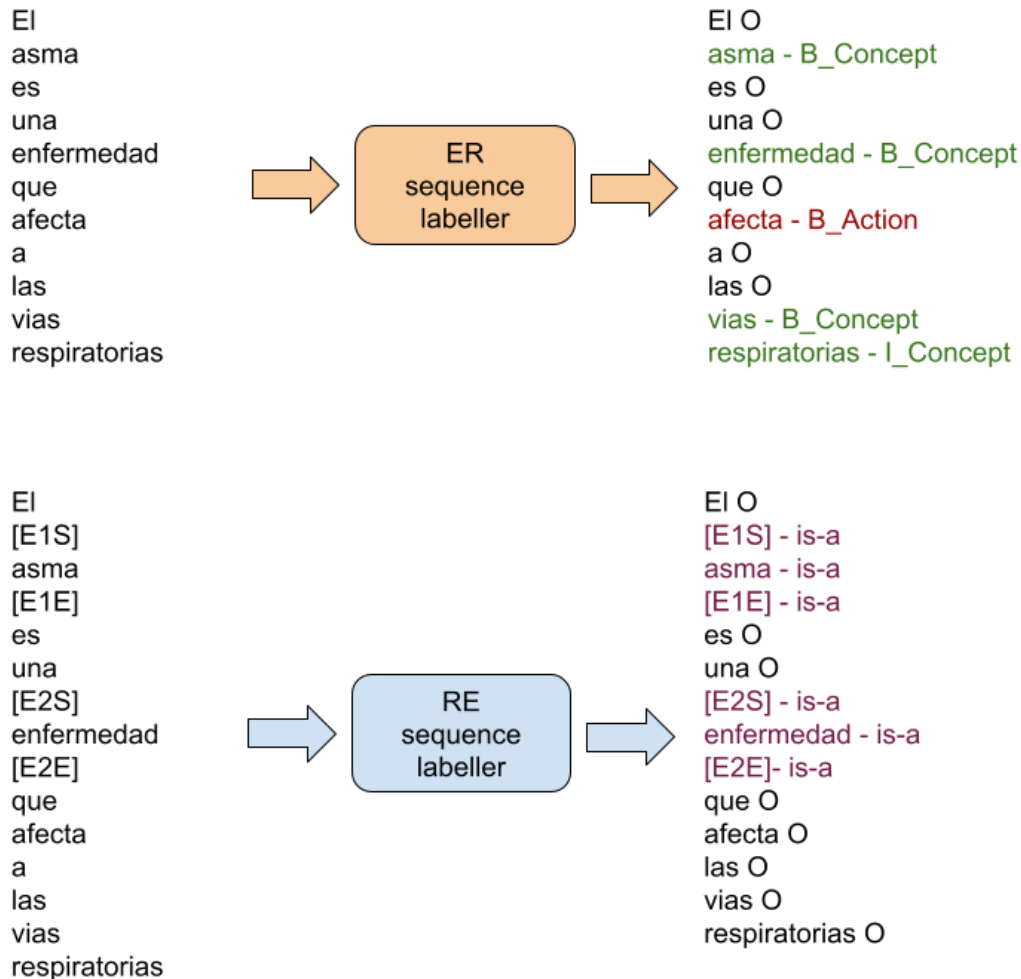 El
asma
es
una
enfermedad
que
afecta
a
las
vias
respiratorias
ER
sequence
labeller
El O
asma - B_Concept
es O
una O
enfermedad - B_Concept
que O
afecta - B_Action
a O
las O
vias - B_Concept
respiratorias - I_Concept
El
[E1S]
asma
[E1E]
es
una
[E2S]
enfermedad
[E2E]
que
afecta
a
las
vias
respiratorias
RE
sequence
labeller
El O
[E1S] - is-a
asma - is-a
[E1E] - is-a
es O
una O
[E2S] - is-a
enfermedad - is-a
[E2E]- is-a
que O
afecta O
las O
vias O
respiratorias O